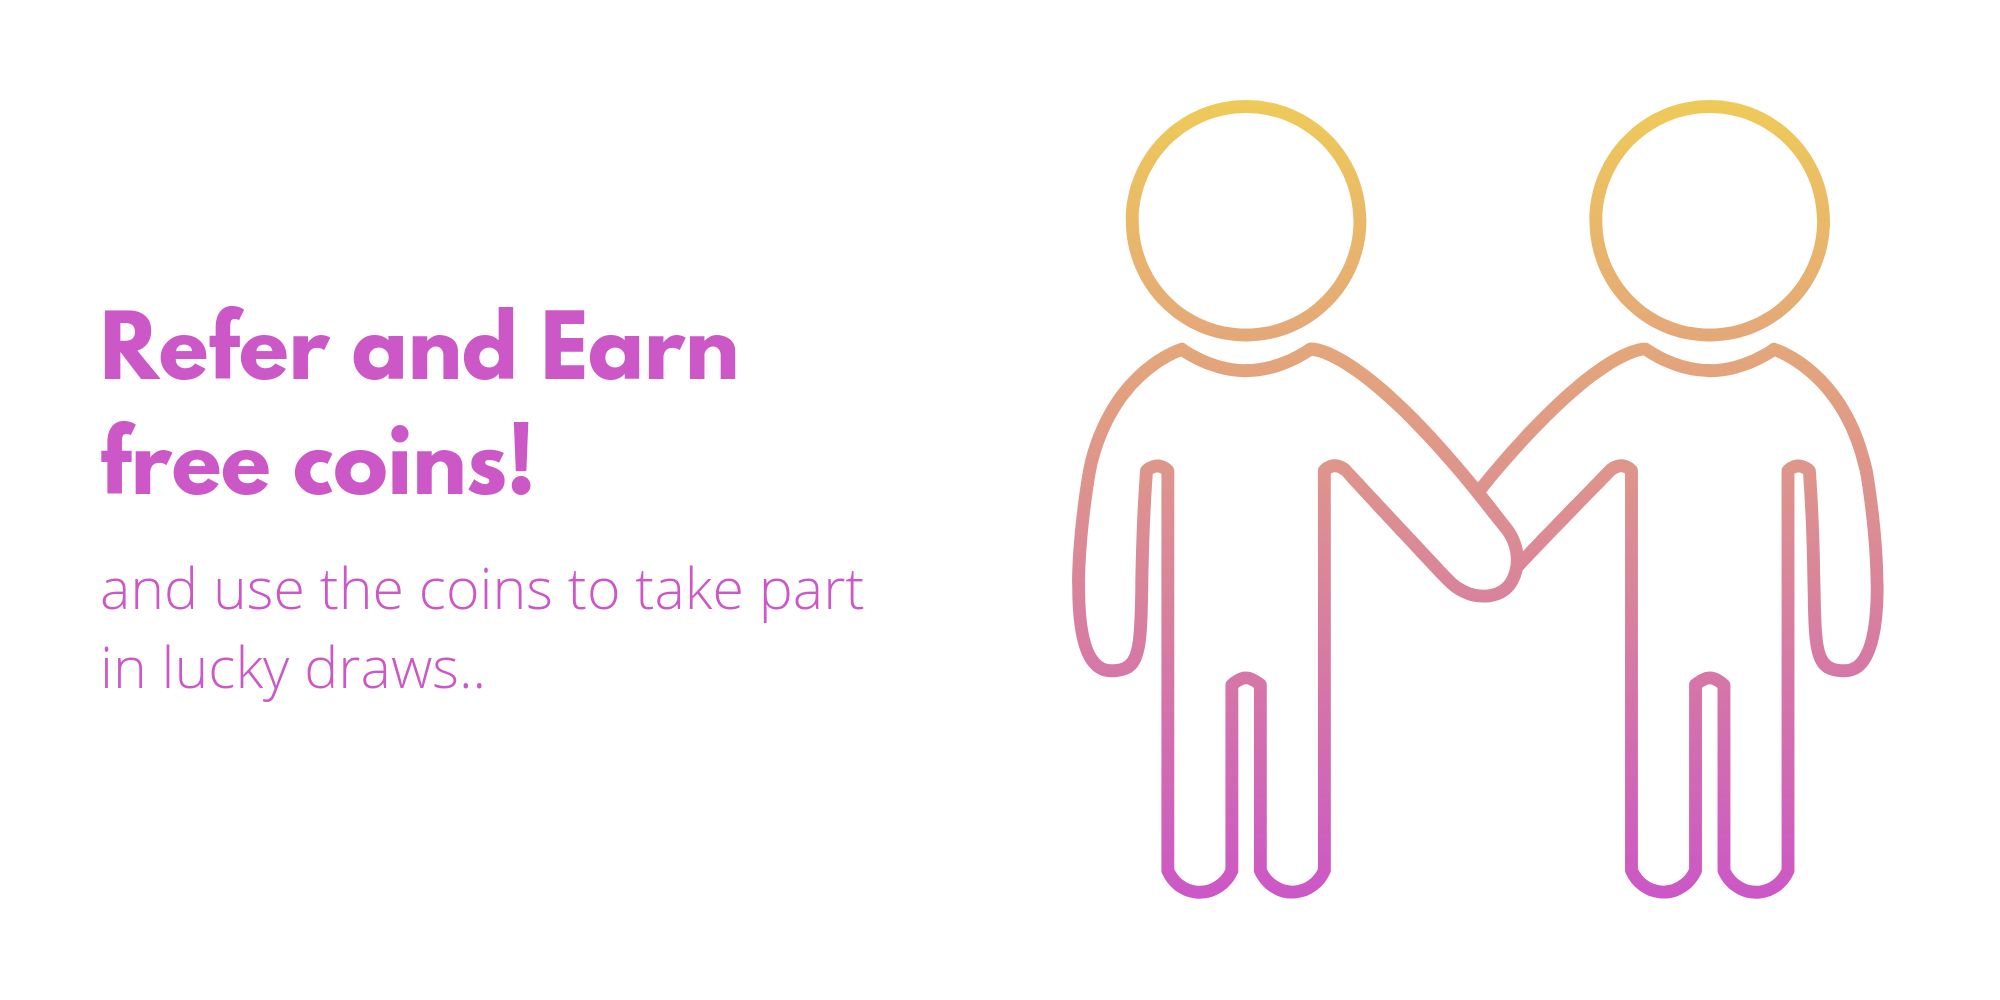 Refer and Earn
free coins!
and use the coins to take part
in lucky draws..